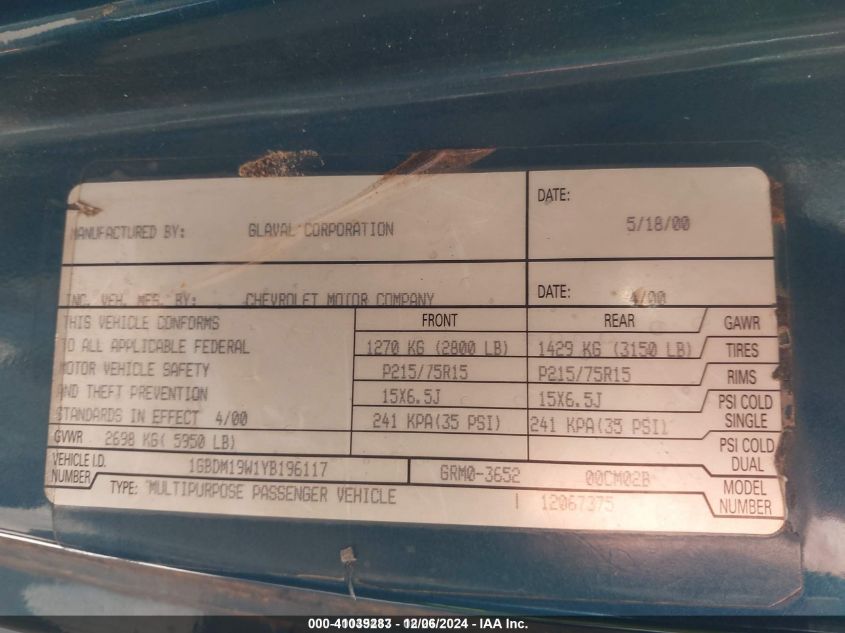 MANUFACTURED BY: GLAVAL CORPORATION DATE: 5/18/00
INC. VEH. MFS. BY: CHEVROLET MOTOR COMPANY DATE: 4/00
THIS VEHICLE CONFORMS FRONT REAR GAWR
TO ALL APPLICABLE FEDERAL 1270 KG (2800 LB) 1429 KG (3150 LB) TIRES
MOTOR VEHICLE SAFETY P215/75R15 P215/75R15 RIMS
AND THEFT PREVENTION 15X6.5J 15X6.5J PSI COLD SINGLE
STANDARDS IN EFFECT 4/00 241 KPA(35 PSI) 241 KPA(35 PSI)
GVWR 2698 KG( 5950 LB) PSI COLD DUAL
VEHICLE I.D. NUMBER 1GBDM19W1YB196117 GRM0-3652 00CM02B MODEL NUMBER
TYPE: MULTIPURPOSE PASSENGER VEHICLE 12067375
000-41039283 - 12/06/2024 - IAA Inc.